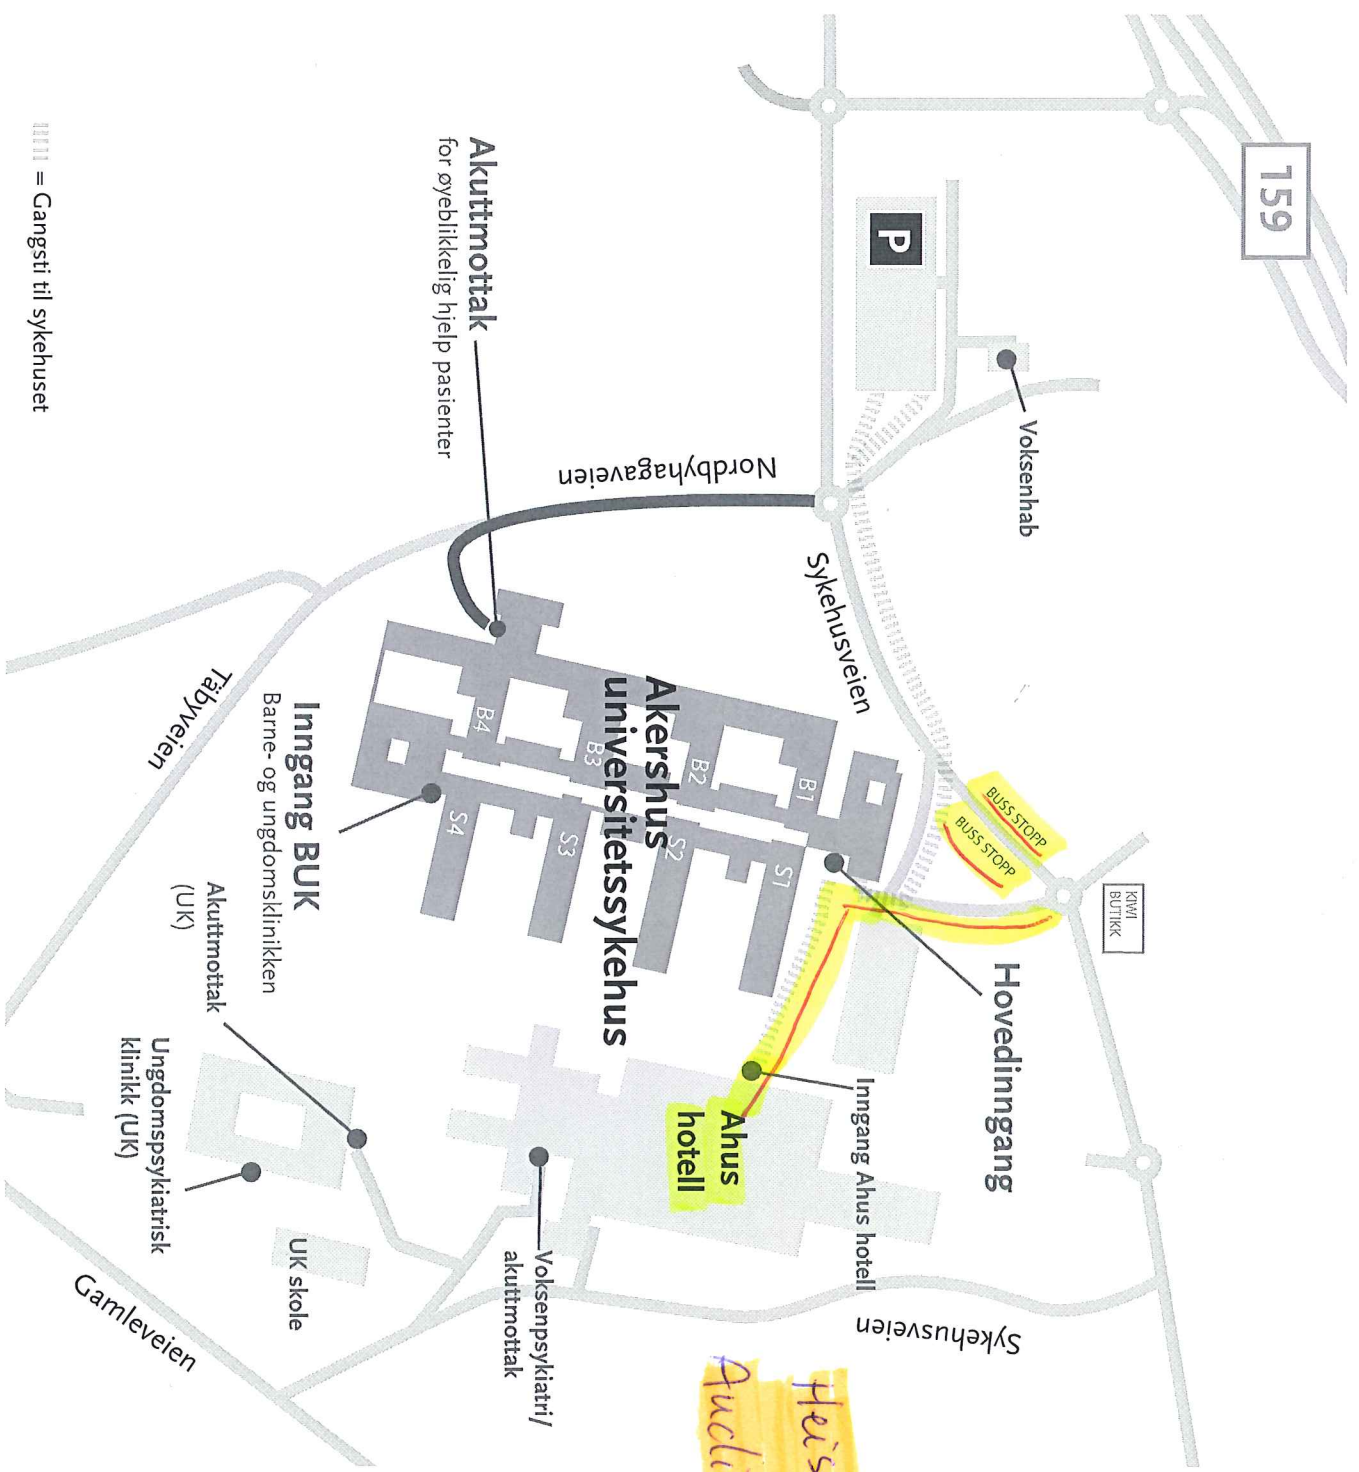 159
P
Voksenhab
Akuttmottak
for øyeblikkelig hjelp pasienter
= Gangsti til sykehuset
Nordbyhagaveien
Sykehusveien
Täbyveien
BUSS STOPP
BUSS STOPP
KIWI
BUTIKK
Akershus
universitetssykehus
B1
B2
B3
B4
S1
S2
S3
S4
Inngang BUK
Barne- og ungdomsklinikken
Hovedinngang
Inngang Ahus hotell
Ahus
hotell
Akuttmottak
(UK)
Ungdomspsykiatrisk
klinikk (UK)
UK skole
Voksenpsykiatri/
akuttmottak
Sykehusveien
Gamleveien
Heis
Audi